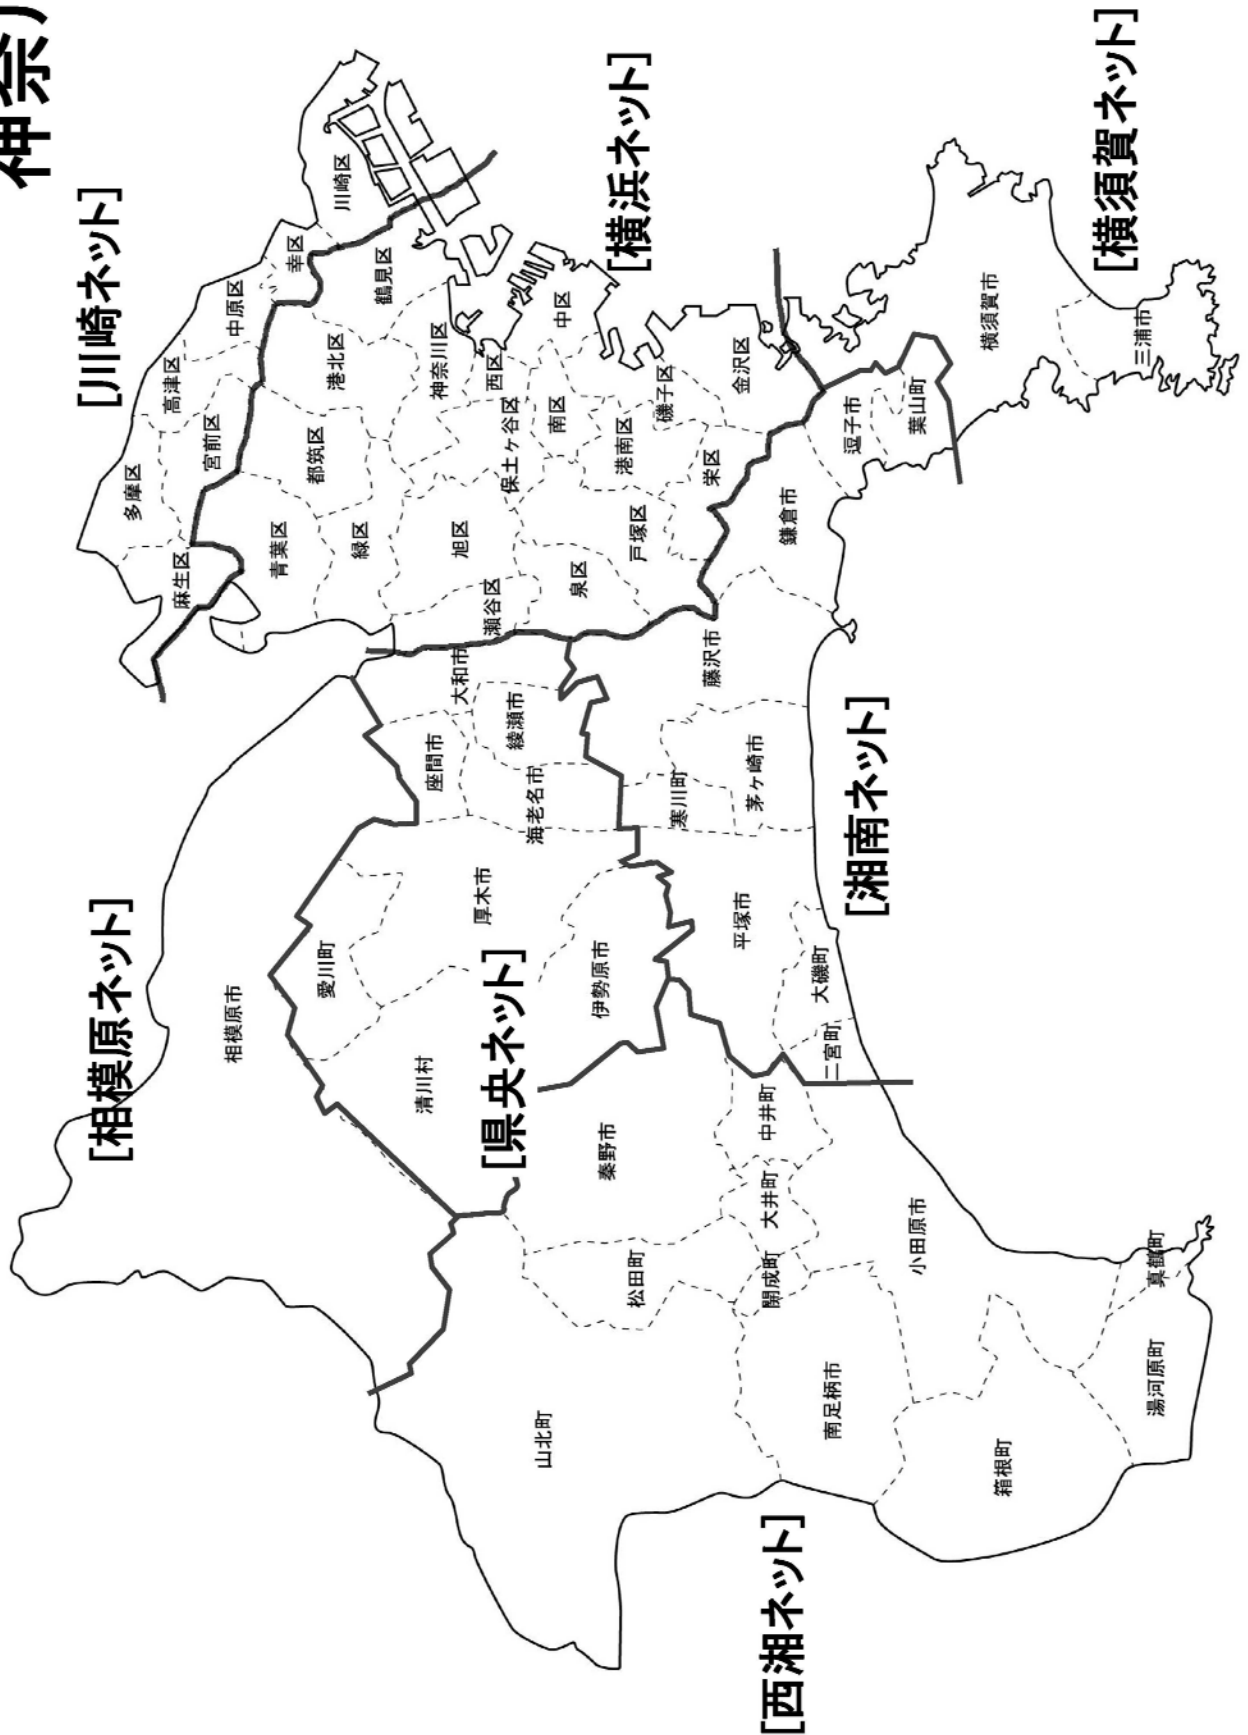 神奈
[川崎ネット]
[相模原ネット]
[横浜ネット]
[県央ネット]
[湘南ネット]
[西湘ネット]
[横須賀ネット]
多摩区
高津区
中原区
麻生区
宮前区
幸区
川崎区
青葉区
都筑区
港北区
鶴見区
緑区
神奈川区
旭区
保土ヶ谷区
西区
瀬谷区
南区
中区
泉区
戸塚区
港南区
磯子区
栄区
金沢区
相模原市
愛川町
座間市
大和市
清川村
厚木市
海老名市
綾瀬市
伊勢原市
秦野市
山北町
松田町
中井町
大井町
開成町
平塚市
寒川町
茅ヶ崎市
藤沢市
鎌倉市
逗子市
葉山町
二宮町
大磯町
南足柄市
小田原市
箱根町
湯河原町
真鶴町
横須賀市
三浦市